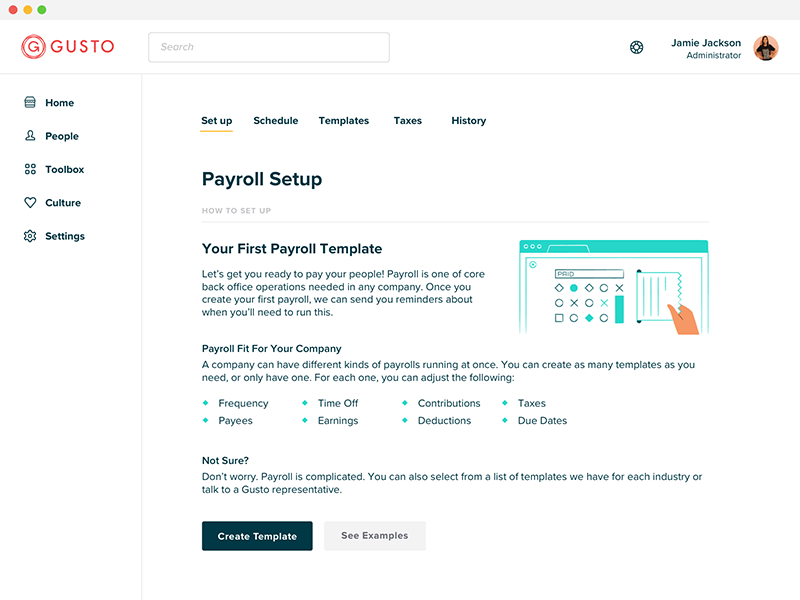 GUSTO
Search
Jamie Jackson
Administrator
Home
People
Toolbox
Culture
Settings
Set up Schedule Templates Taxes History
Payroll Setup
HOW TO SET UP
Your First Payroll Template
Let’s get you ready to pay your people! Payroll is one of core
back office operations needed in any company. Once you
create your first payroll, we can send you reminders about
when you’ll need to run this.
PAID
Payroll Fit For Your Company
A company can have different kinds of payrolls running at once. You can create as many templates as you
need, or only have one. For each one, you can adjust the following:
Frequency Time Off Contributions Taxes
Payees Earnings Deductions Due Dates
Not Sure?
Don’t worry. Payroll is complicated. You can also select from a list of templates we have for each industry or
talk to a Gusto representative.
Create Template See Examples